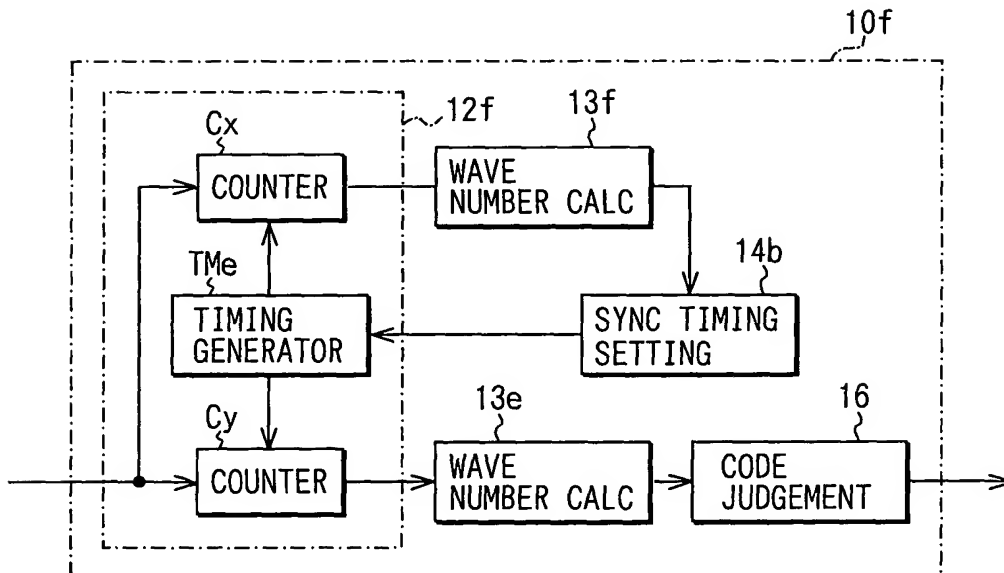 10f
12f
Cx
COUNTER
13f
WAVE
NUMBER CALC
TMe
TIMING
GENERATOR
14b
SYNC TIMING
SETTING
Cy
COUNTER
13e
WAVE
NUMBER CALC
16
CODE
JUDGEMENT